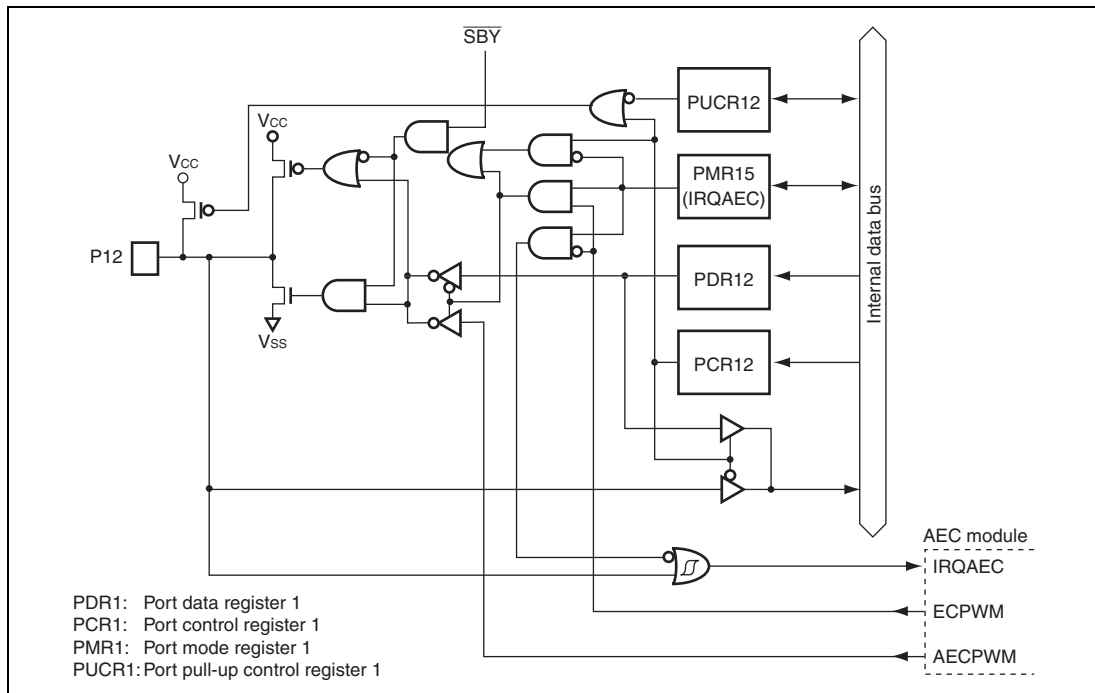 SBY
PUCR12
VCC
VCC
PMR15
(IRQAEC)
P12
PDR12
Internal data bus
VSS
PCR12
AEC module
IRQAEC
PDR1: Port data register 1
PCR1: Port control register 1
ECPWM
PMR1: Port mode register 1
PUCR1: Port pull-up control register 1
AECPWM